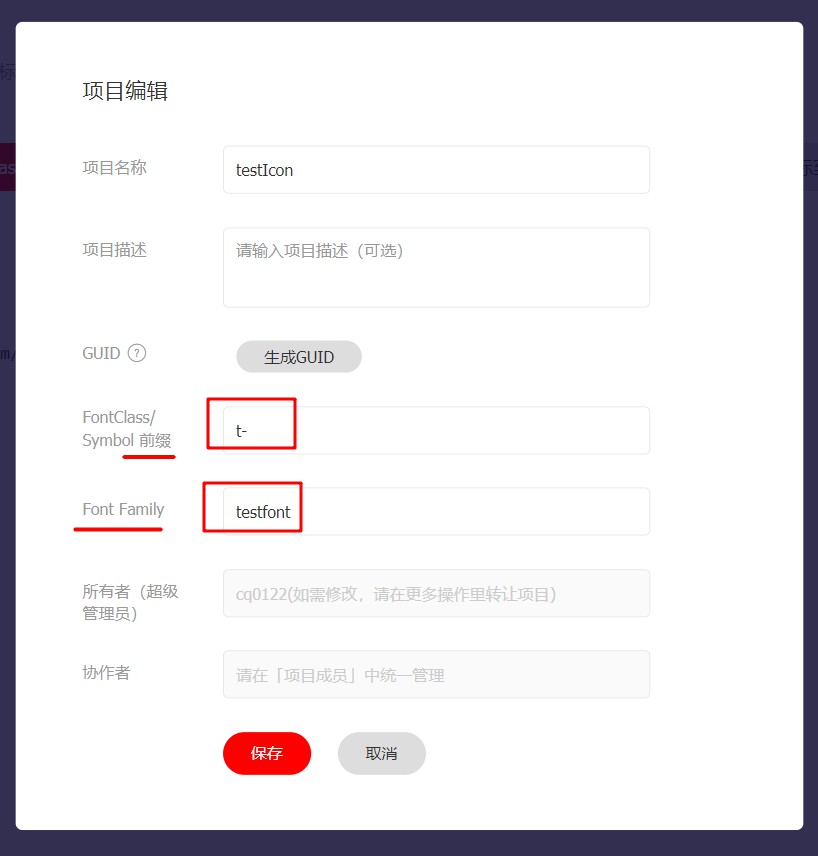 项目编辑
项目名称
testIcon
项目描述
请输入项目描述（可选）
GUID ?
生成GUID
FontClass/
Symbol 前缀
t-
Font Family
testfont
所有者（超级
管理员）
cq0122(如需修改，请在更多操作里转让项目)
协作者
请在「项目成员」中统一管理
保存
取消